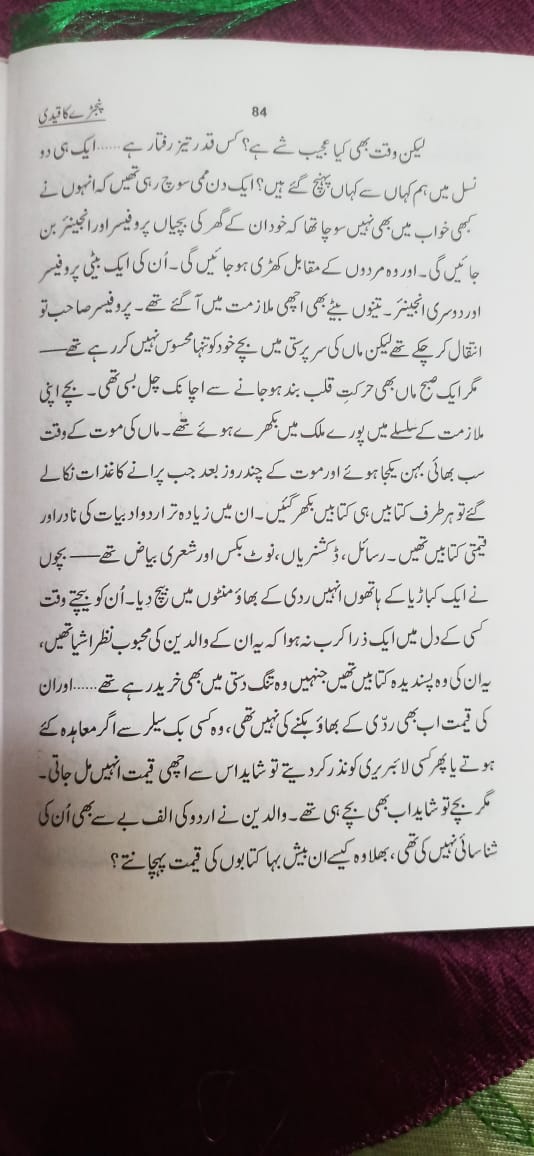 پنجڑے کا قیدی
84
لیکن وقت بھی کیا عجیب شے ہے؟ کس قدر تیز رفتار ہے ...... ایک ہی دو
نسل میں ہم کہاں سے کہاں پہنچ گئے ہیں؟ ایک دن ممی سوچ رہی تھیں کہ انہوں نے
کبھی خواب میں بھی نہیں سوچا تھا کہ خود ان کے گھر کی بچیاں پروفیسر اور انجینئر بن
جائیں گی۔ اور وہ مردوں کے مقابل کھڑی ہو جائیں گی۔ اُن کی ایک بیٹی پروفیسر
اور دوسری انجینئر۔ تینوں بیٹے بھی اچھی ملازمت میں آگئے تھے۔ پروفیسر صاحب تو
انتقال کر چکے تھے لیکن ماں کی سرپرستی میں بچے خود کو تنہا محسوس نہیں کر رہے تھے——
مگر ایک صبح ماں بھی حرکتِ قلب بند ہو جانے سے اچانک چل بسی تھی۔ بچے اپنی
ملازمت کے سلسلے میں پورے ملک میں بکھرے ہوئے تھے۔ ماں کی موت کے وقت
سب بھائی بہن یکجا ہوئے اور موت کے چند روز بعد جب پرانے کاغذات نکالے
گئے تو ہر طرف کتابیں ہی کتابیں بکھر گئیں۔ ان میں زیادہ تر اردو ادبیات کی نادر اور
قیمتی کتابیں تھیں۔ رسائل، ڈکشنریاں، نوٹ بکس اور شعری بیاض تھے—— بچوں
نے ایک کباڑیا کے ہاتھوں انہیں ردی کے بھاؤ منٹوں میں بیچ دیا۔ اُن کو بیچتے وقت
کسی کے دل میں ایک ذرا کرب نہ ہوا کہ یہ ان کے والدین کی محبوب نظر اشیا تھیں،
یہ ان کی وہ پسندیدہ کتابیں تھیں جنہیں وہ تنگ دستی میں بھی خرید رہے تھے ...... اور ان
کی قیمت اب بھی ردّی کے بھاؤ بکنے کی نہیں تھی، وہ کسی بک سیلر سے اگر معاہدہ کئے
ہوتے یا پھر کسی لائبریری کو نذر کر دیتے تو شاید اس سے اچھی قیمت انہیں مل جاتی۔
مگر بچے تو شاید اب بھی بچے ہی تھے۔ والدین نے اردو کی الف بے سے بھی اُن کی
شناسائی نہیں کی تھی، بھلا وہ کیسے ان بیش بہا کتابوں کی قیمت پہچانتے؟